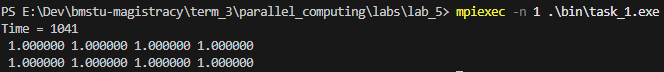 PS E:\Dev\bmstu-magistracy\term_3\parallel_computing\labs\lab_5> mpiexec -n 1 .\bin\task_1.exe
Time = 1041
1.000000 1.000000 1.000000 1.000000
1.000000 1.000000 1.000000 1.000000